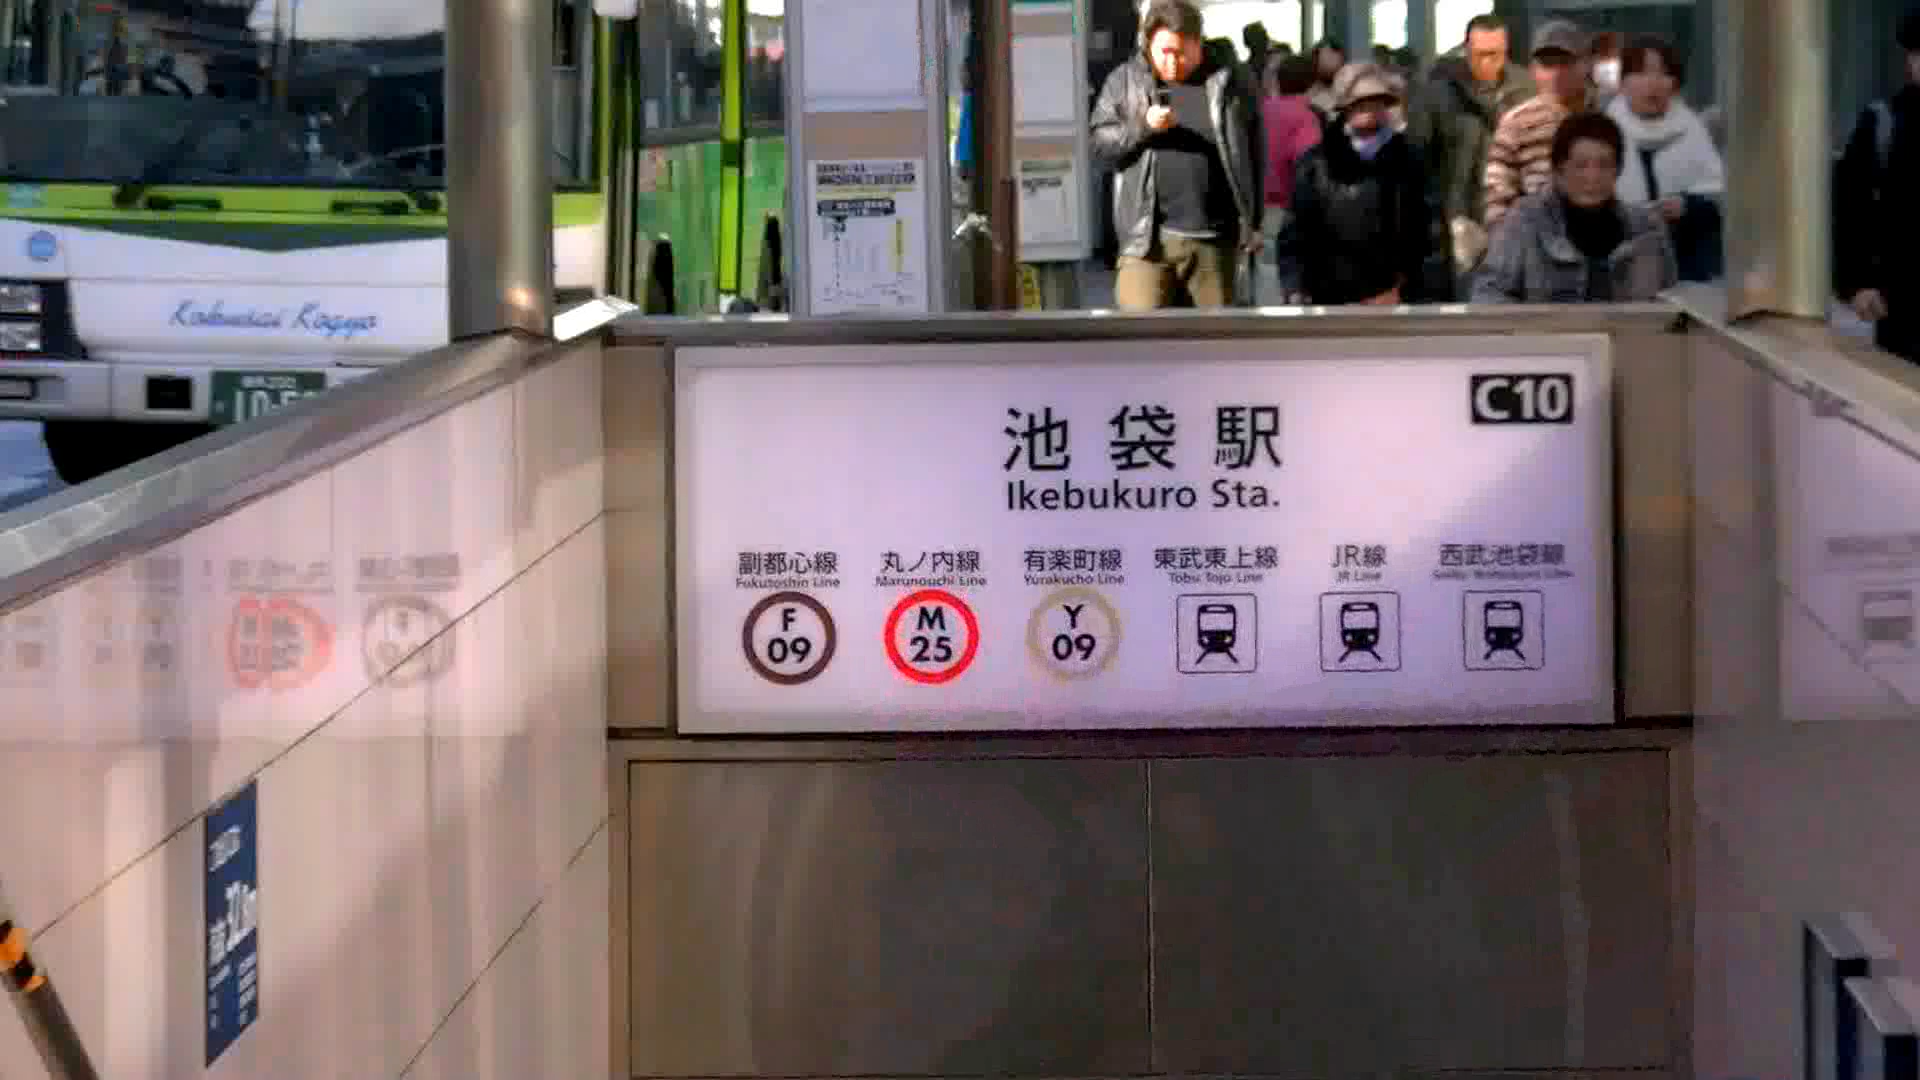 Kokusai Kogyo
C10
池袋駅
Ikebukuro Sta.
副都心線 丸ノ内線 有楽町線 東武東上線 JR線 西武池袋線
Fukutoshin Line Marunouchi Line Yurakucho Line Tobu Tojo Line JR Line
F M Y
09 25 09